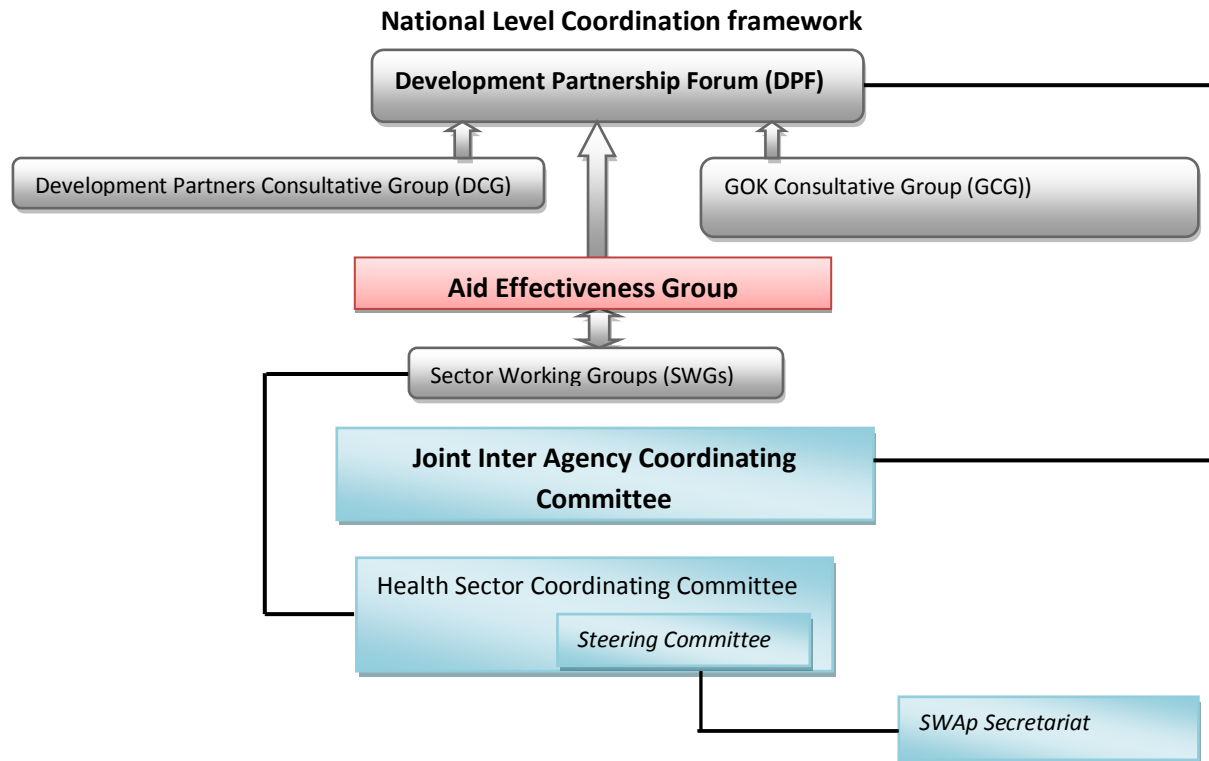 National Level Coordination framework
Development Partnership Forum (DPF)
Development Partners Consultative Group (DCG)
GOK Consultative Group (GCG))
Aid Effectiveness Group
Sector Working Groups (SWGs)
Joint Inter Agency Coordinating
Committee
Health Sector Coordinating Committee
Steering Committee
SWAp Secretariat